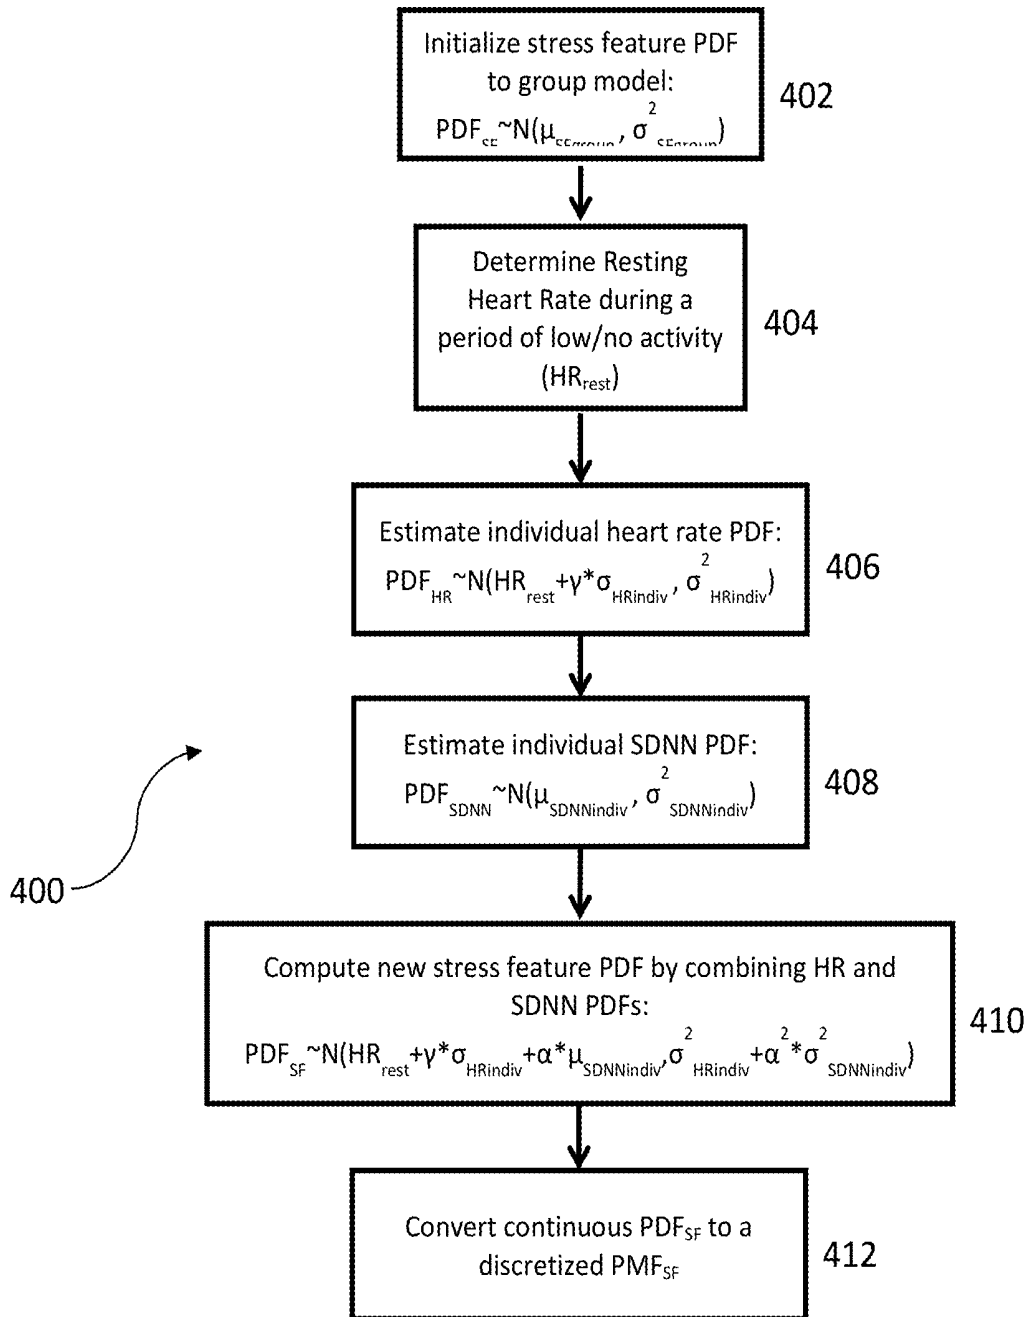 Initialize stress feature PDF
to group model:
PDF_SF~N(μ_SFgroup, σ²_SFgroup)
402
Determine Resting
Heart Rate during a
period of low/no activity
(HR_rest)
404
Estimate individual heart rate PDF:
PDF_HR~N(HR_rest+γ*σ_HRindiv, σ²_HRindiv)
406
Estimate individual SDNN PDF:
PDF_SDNN~N(μ_SDNNindiv, σ²_SDNNindiv)
408
400
Compute new stress feature PDF by combining HR and
SDNN PDFs:
PDF_SF~N(HR_rest+γ*σ_HRindiv+α*μ_SDNNindiv,σ²_HRindiv+α²*σ²_SDNNindiv)
410
Convert continuous PDF_SF to a
discretized PMF_SF
412